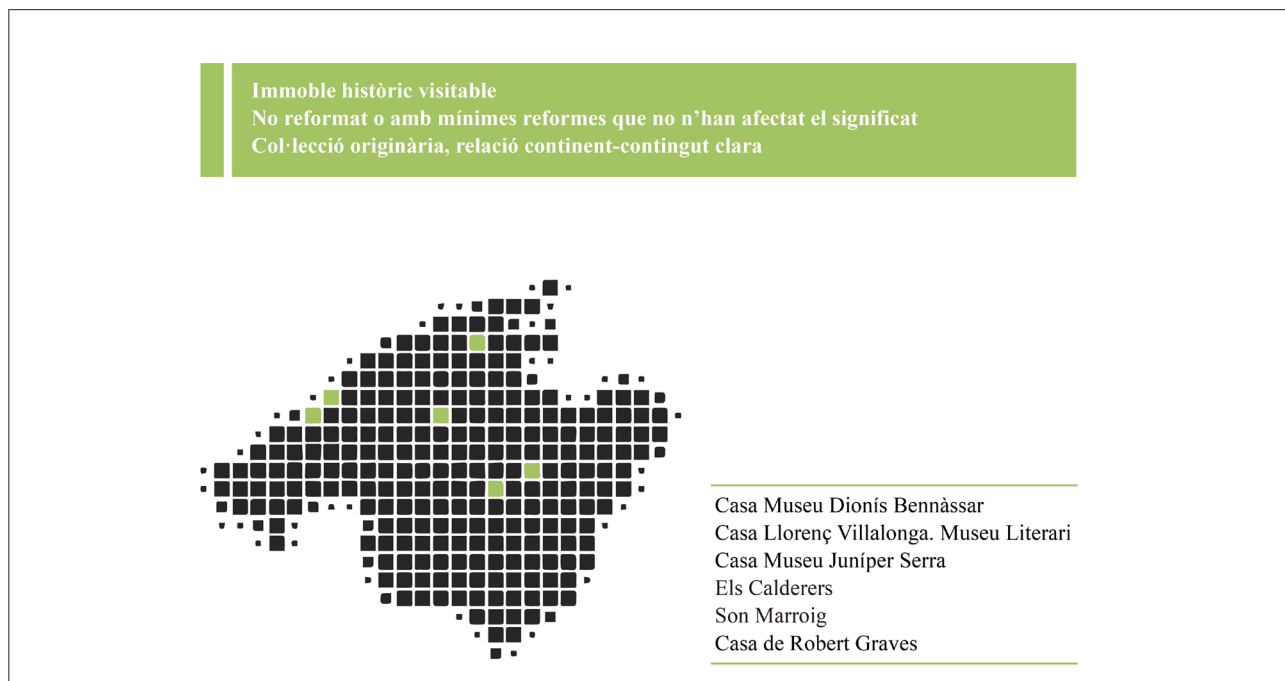 Immoble històric visitable
No reformat o amb mínimes reformes que no n’han afectat el significat
Col·lecció originària, relació continent-contingut clara
Casa Museu Dionís Bennàssar
Casa Llorenç Villalonga. Museu Literari
Casa Museu Juníper Serra
Els Calderers
Son Marroig
Casa de Robert Graves